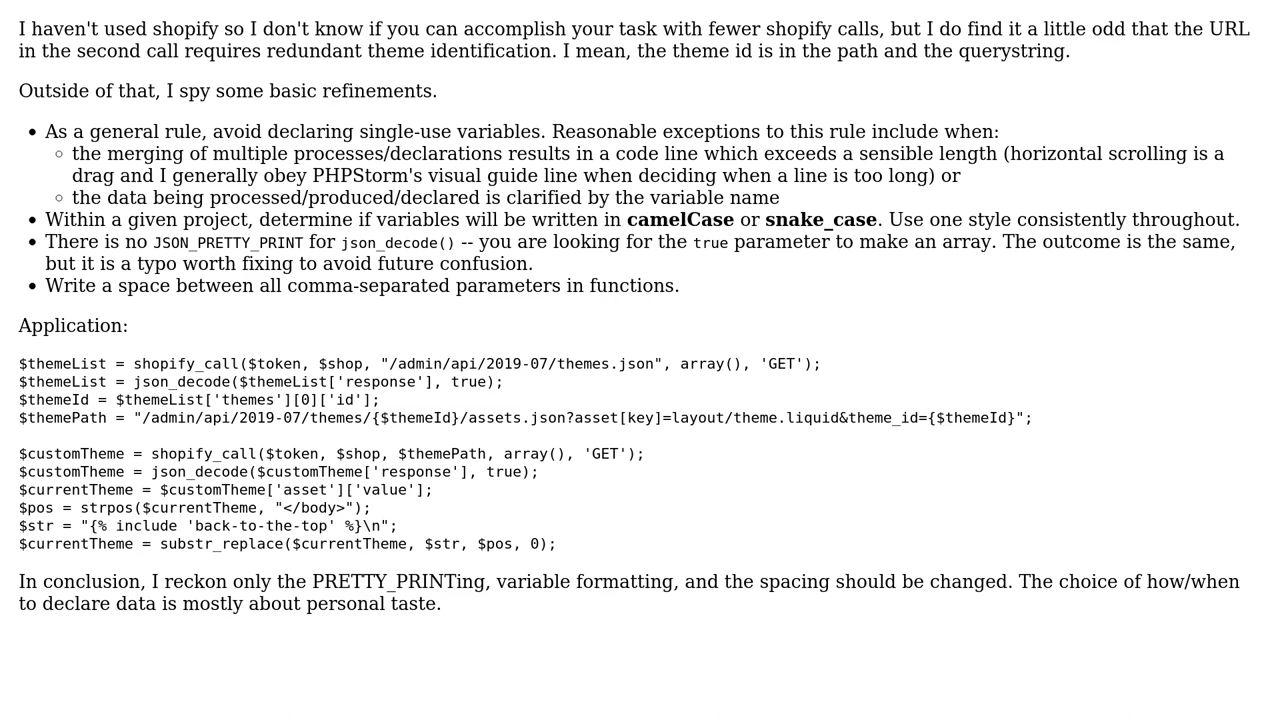 I haven't used shopify so I don't know if you can accomplish your task with fewer shopify calls, but I do find it a little odd that the URL
in the second call requires redundant theme identification. I mean, the theme id is in the path and the querystring.
Outside of that, I spy some basic refinements.
• As a general rule, avoid declaring single-use variables. Reasonable exceptions to this rule include when:
◦ the merging of multiple processes/declarations results in a code line which exceeds a sensible length (horizontal scrolling is a
drag and I generally obey PHPStorm's visual guide line when deciding when a line is too long) or
◦ the data being processed/produced/declared is clarified by the variable name
• Within a given project, determine if variables will be written in camelCase or snake_case. Use one style consistently throughout.
• There is no JSON_PRETTY_PRINT for json_decode() -- you are looking for the true parameter to make an array. The outcome is the same,
but it is a typo worth fixing to avoid future confusion.
• Write a space between all comma-separated parameters in functions.
Application:
$themeList = shopify_call($token, $shop, "/admin/api/2019-07/themes.json", array(), 'GET');
$themeList = json_decode($themeList['response'], true);
$themeId = $themeList['themes'][0]['id'];
$themePath = "/admin/api/2019-07/themes/{$themeId}/assets.json?asset[key]=layout/theme.liquid&theme_id={$themeId}";
$customTheme = shopify_call($token, $shop, $themePath, array(), 'GET');
$customTheme = json_decode($customTheme['response'], true);
$currentTheme = $customTheme['asset']['value'];
$pos = strpos($currentTheme, "</body>");
$str = "{% include 'back-to-the-top' %}\n";
$currentTheme = substr_replace($currentTheme, $str, $pos, 0);
In conclusion, I reckon only the PRETTY_PRINTing, variable formatting, and the spacing should be changed. The choice of how/when
to declare data is mostly about personal taste.